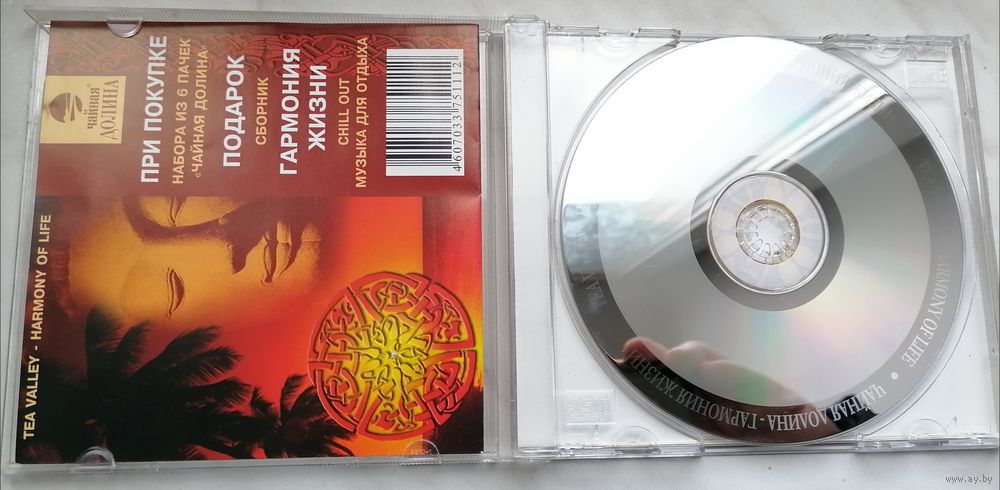 чайная®
ДОЛИНА
ПРИ ПОКУПКЕ
НАБОРА ИЗ 6 ПАЧЕК
«ЧАЙНАЯ ДОЛИНА»
ПОДАРОК
СБОРНИК
ГАРМОНИЯ
ЖИЗНИ
CHILL OUT
МУЗЫКА ДЛЯ ОТДЫХА
4607033751112
TEA VALLEY - HARMONY OF LIFE
ЧАЙНАЯ ДОЛИНА - ГАРМОНИЯ ЖИЗНИ
ARMONY OF LIFE •
www.ay.by